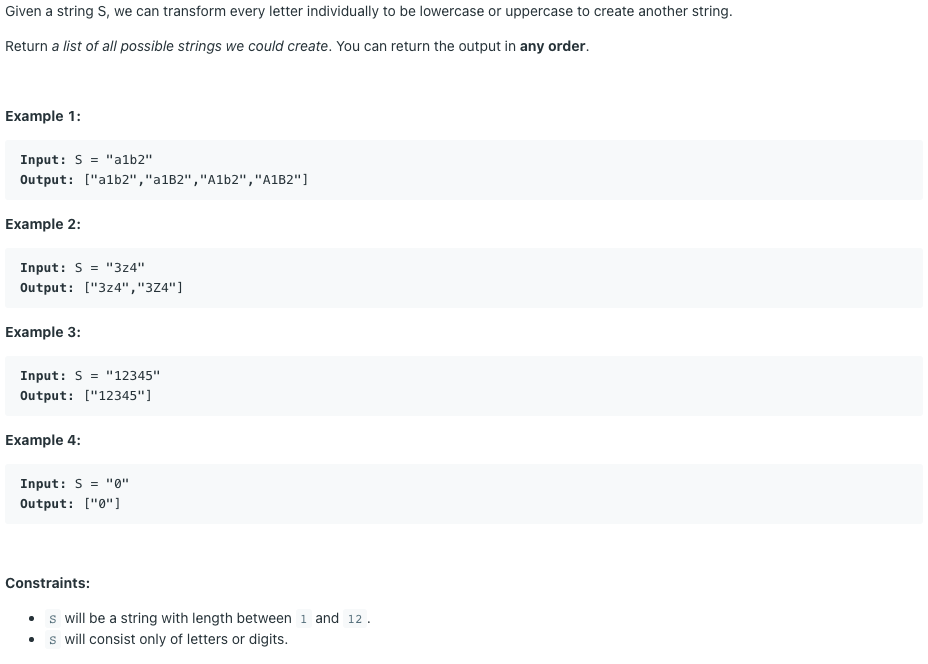 Given a string S, we can transform every letter individually to be lowercase or uppercase to create another string.
Return a list of all possible strings we could create. You can return the output in any order.
Example 1:
Input: S = "a1b2"
Output: ["a1b2","a1B2","A1b2","A1B2"]
Example 2:
Input: S = "3z4"
Output: ["3z4","3Z4"]
Example 3:
Input: S = "12345"
Output: ["12345"]
Example 4:
Input: S = "0"
Output: ["0"]
Constraints:
• S will be a string with length between 1 and 12 .
• S will consist only of letters or digits.